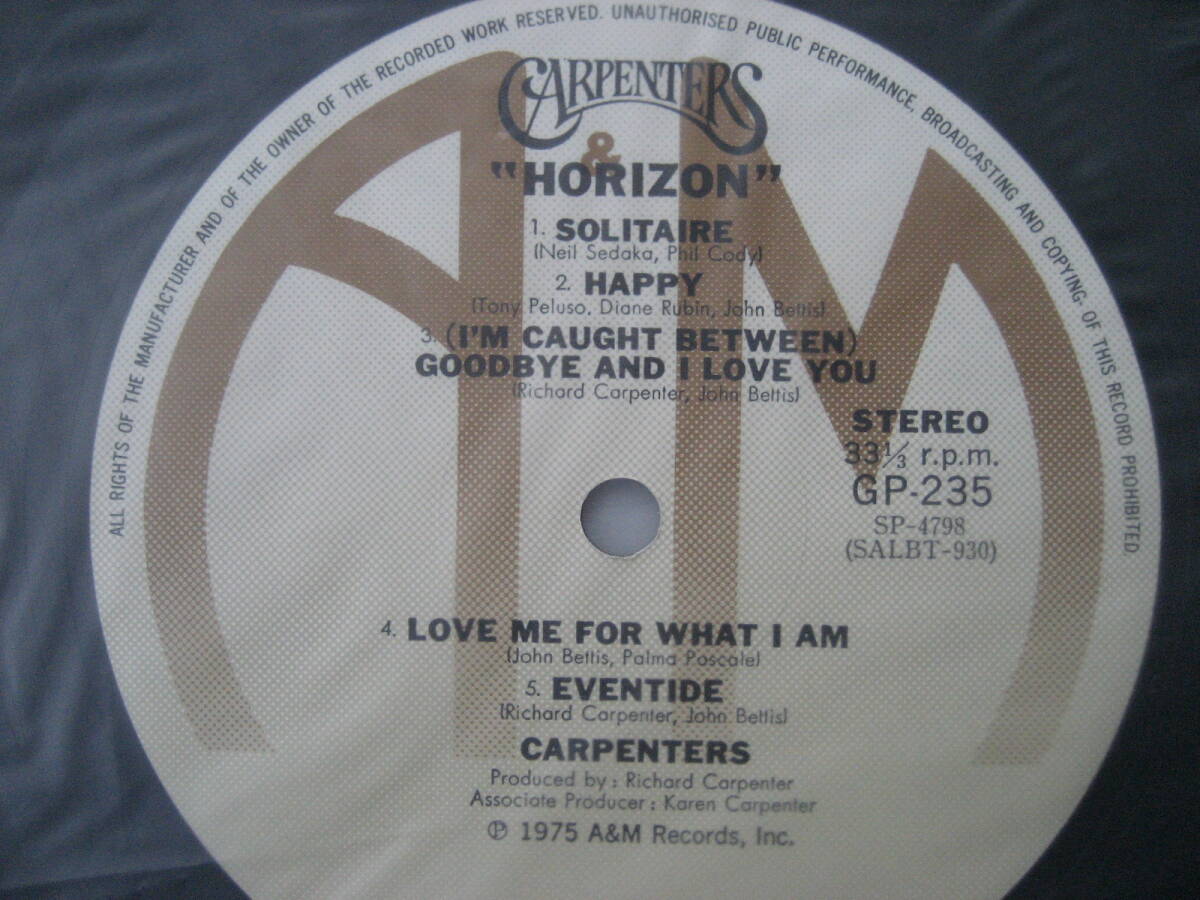 ALL RIGHTS OF THE MANUFACTURER AND OF THE OWNER OF THE RECORDED WORK RESERVED. UNAUTHORISED PUBLIC PERFORMANCE, BROADCASTING AND COPYING· OF THIS RECORD PROHIBITED.
CARPENTERS
A&M
"HORIZON"
1. SOLITAIRE
(Neil Sedaka, Phil Cody)
2. HAPPY
(Tony Peluso, Diane Rubin, John Bettis)
3. (I'M CAUGHT BETWEEN)
GOODBYE AND I LOVE YOU
(Richard Carpenter, John Bettis)
STEREO
33⅓ r.p.m.
GP-235
SP-4798
(SALBT-930)
4. LOVE ME FOR WHAT I AM
(John Bettis, Palma Pascale)
5. EVENTIDE
(Richard Carpenter, John Bettis)
CARPENTERS
Produced by : Richard Carpenter
Associate Producer : Karen Carpenter
℗ 1975 A&M Records, Inc.